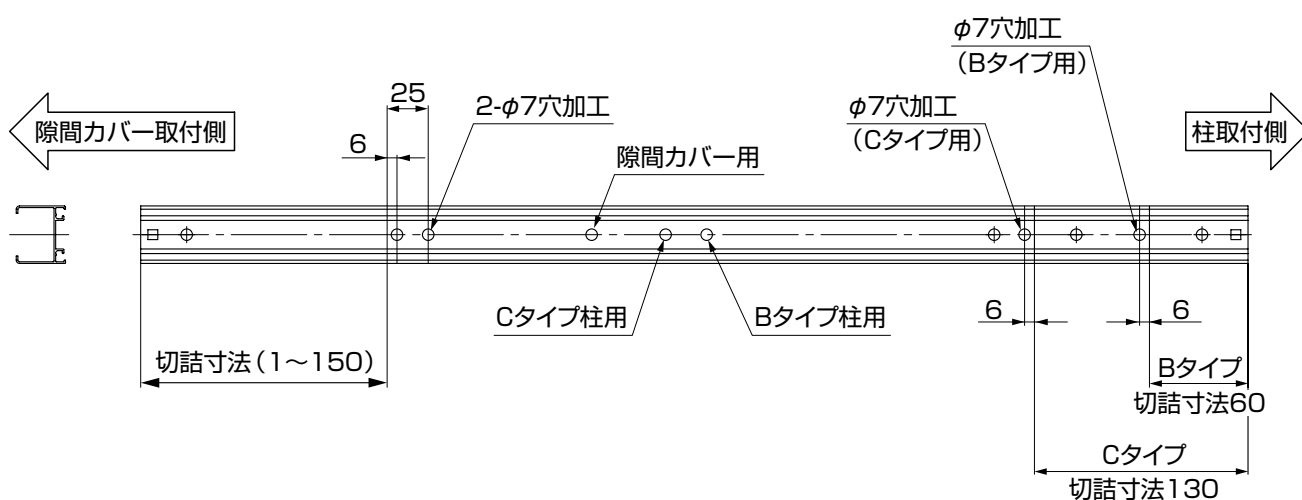 φ7穴加工
(Bタイプ用)
25
2-φ7穴加工
φ7穴加工
(Cタイプ用)
隙間カバー取付側
柱取付側
6
隙間カバー用
Cタイプ柱用
Bタイプ柱用
6
6
切詰寸法(1〜150)
Bタイプ
切詰寸法60
Cタイプ
切詰寸法130